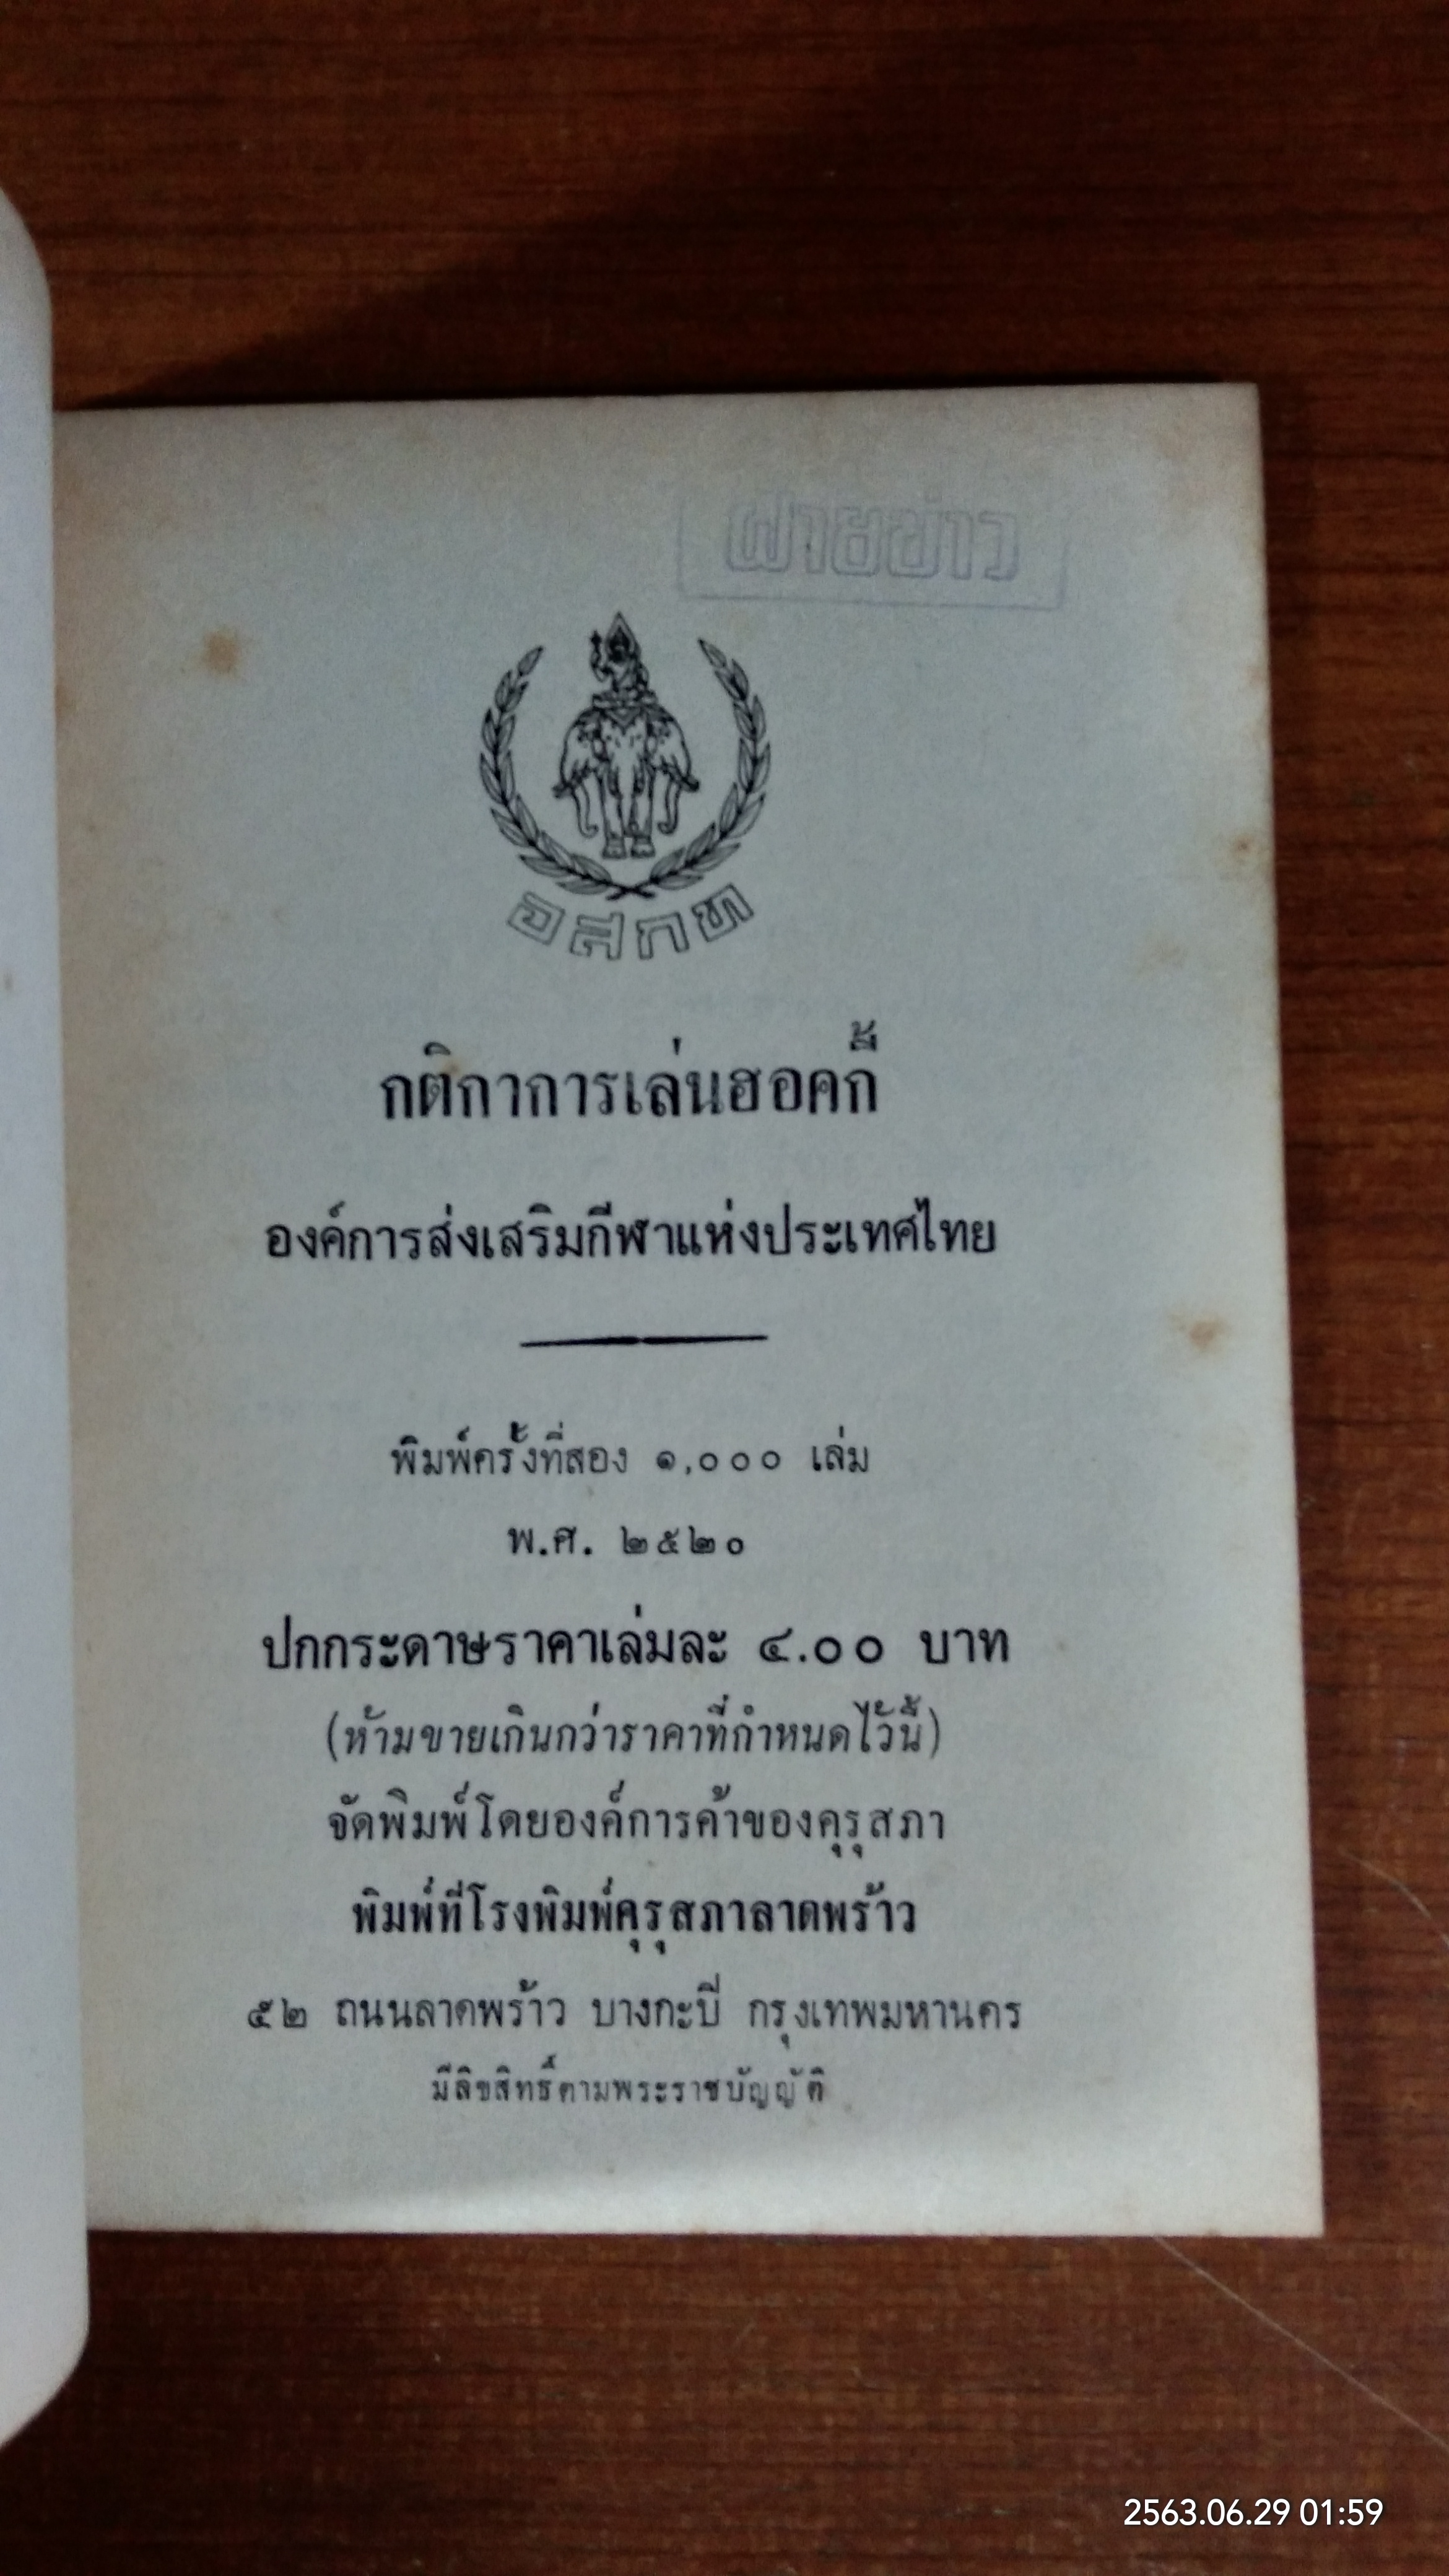 ฝ่ายข่าว
อสกท
กติกาการเล่นฮอคกี้
องค์การส่งเสริมกีฬาแห่งประเทศไทย
พิมพ์ครั้งที่สอง ๑,๐๐๐ เล่ม
พ.ศ. ๒๕๒๐
ปกกระดาษราคาเล่มละ ๔.๐๐ บาท
(ห้ามขายเกินกว่าราคาที่กำหนดไว้นี้)
จัดพิมพ์โดยองค์การค้าของคุรุสภา
พิมพ์ที่โรงพิมพ์คุรุสภาลาดพร้าว
๕๒ ถนนลาดพร้าว บางกะปี กรุงเทพมหานคร
มีลิขสิทธิ์ตามพระราชบัญญัติ
2563.06.29 01:59